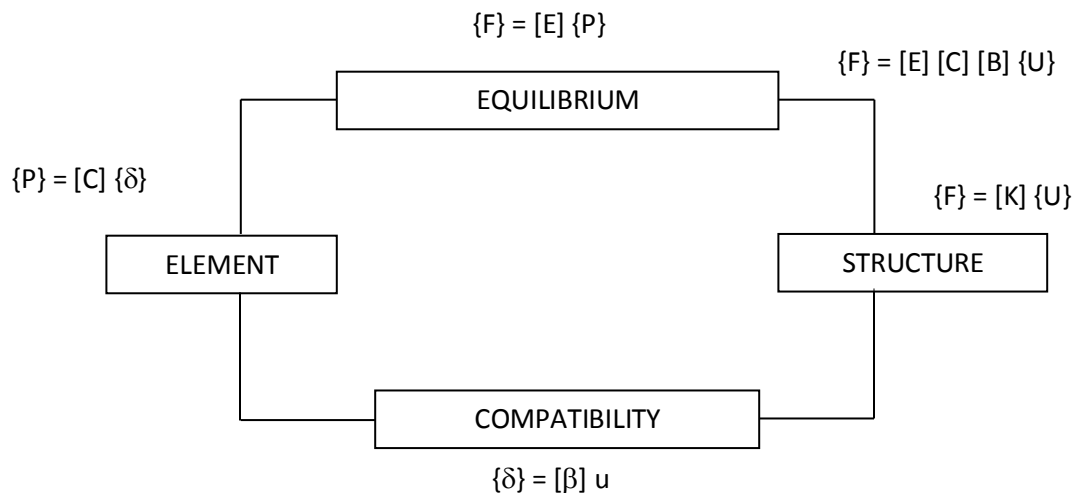 {F} = [E] {P}
{F} = [E] [C] [B] {U}
EQUILIBRIUM
{P} = [C] {δ}
{F} = [K] {U}
ELEMENT
STRUCTURE
COMPATIBILITY
{δ} = [β] u